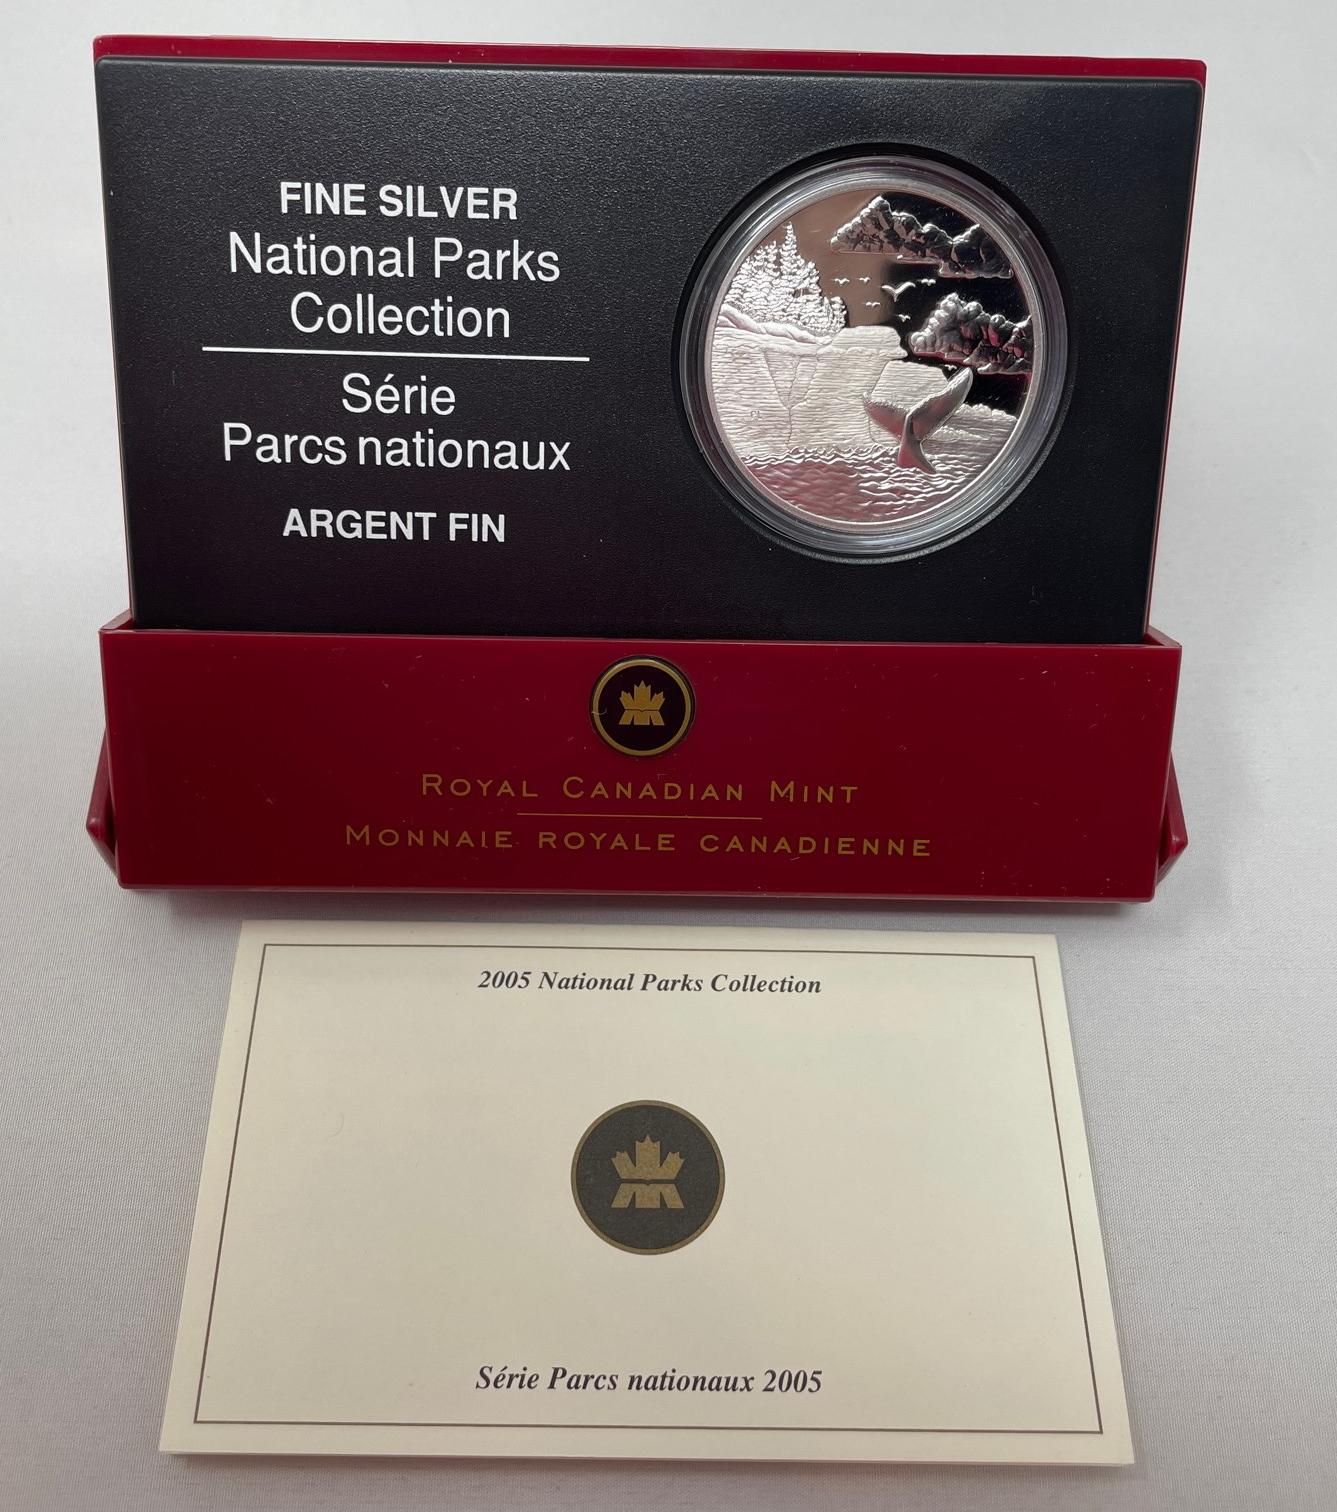 FINE SILVER
National Parks
Collection
Série
Parcs nationaux
ARGENT FIN
ROYAL CANADIAN MINT
MONNAIE ROYALE CANADIENNE
2005 National Parks Collection
Série Parcs nationaux 2005